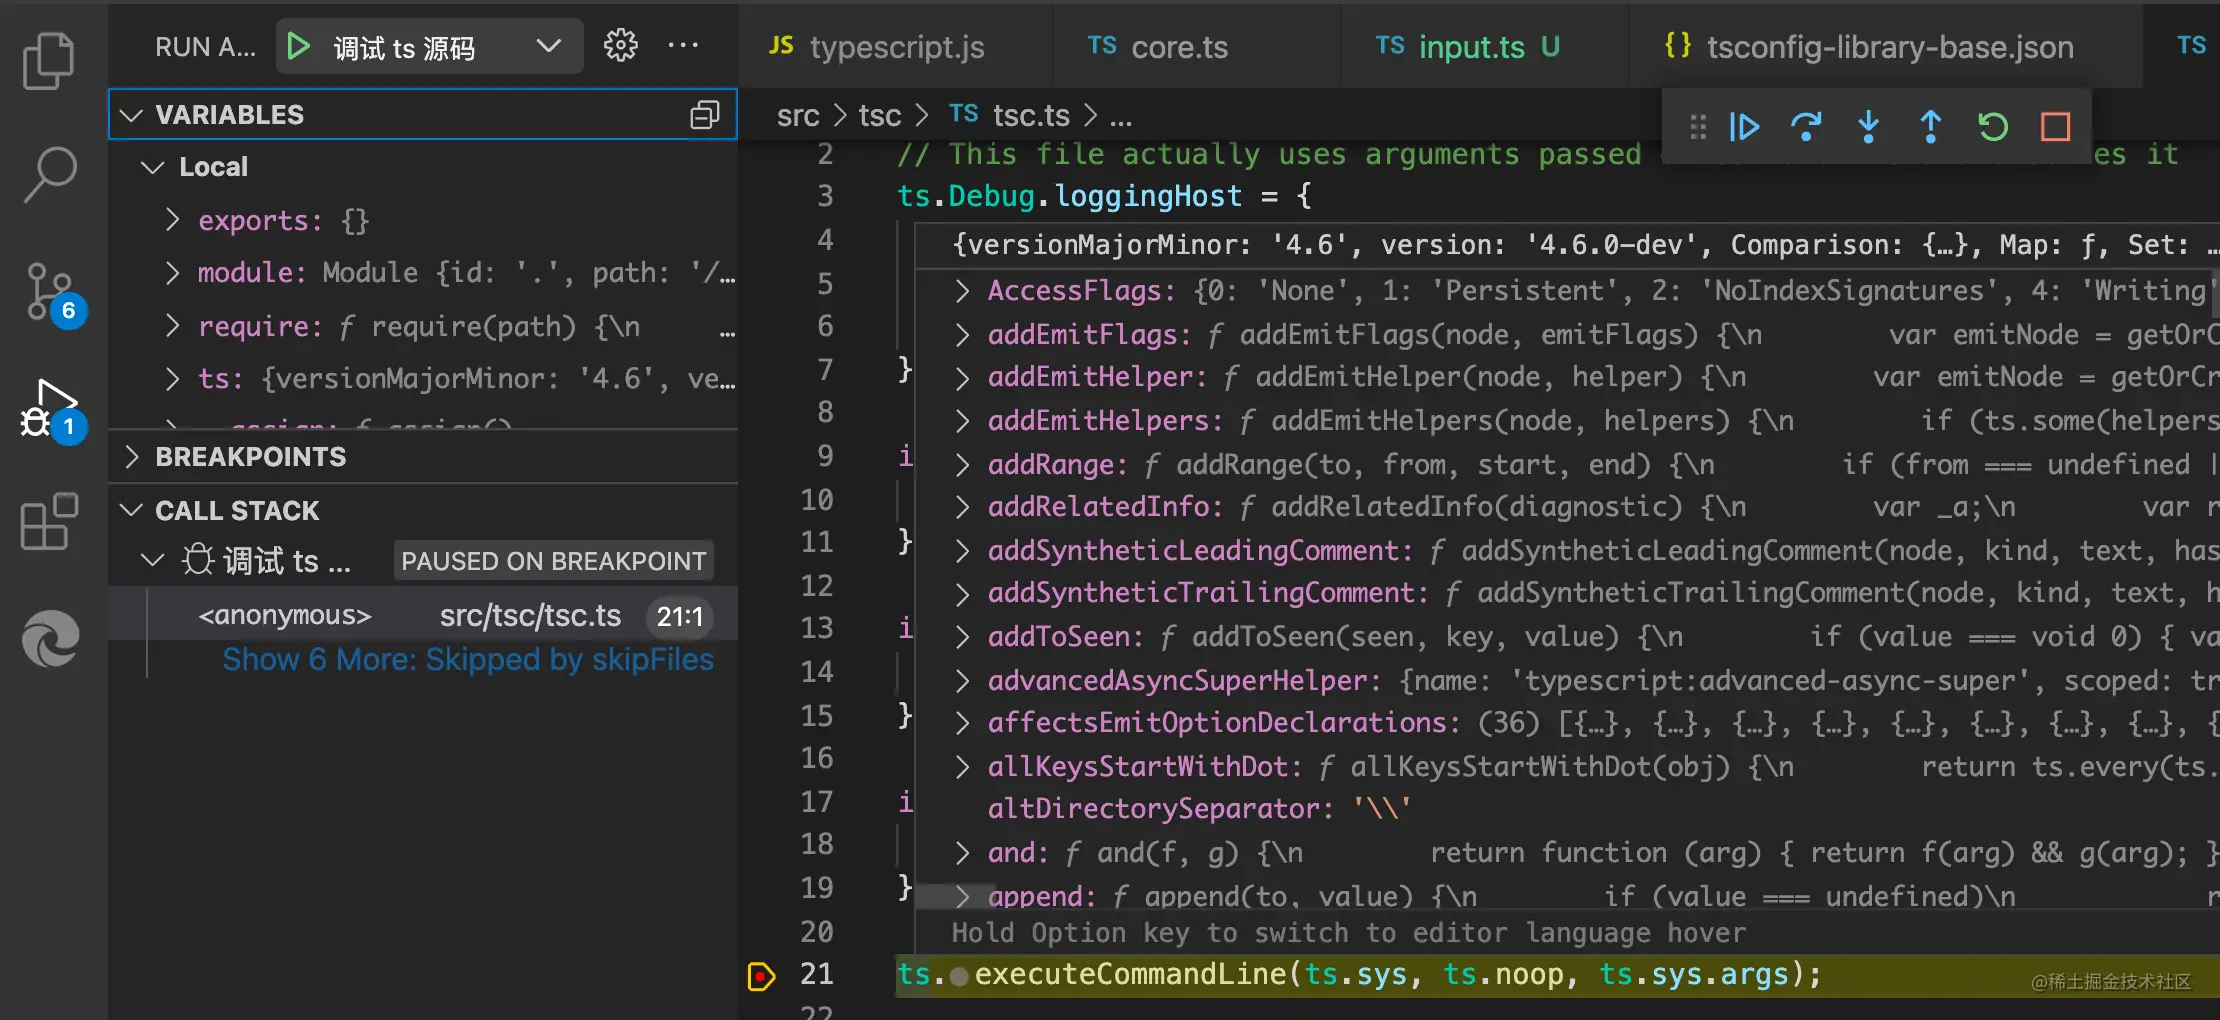 RUN A...
调试 ts 源码
VARIABLES
Local
exports: {}
module: Module {id: '.', path: '/…
require: ƒ require(path) {\n …
ts: {versionMajorMinor: '4.6', ve…
assign: ƒ assign()
BREAKPOINTS
CALL STACK
调试 ts ...
PAUSED ON BREAKPOINT
<anonymous> src/tsc/tsc.ts 21:1
Show 6 More: Skipped by skipFiles
6
1
JS typescript.js
TS core.ts
TS input.ts U
{} tsconfig-library-base.json
TS
src > tsc > TS tsc.ts > ...
2 // This file actually uses arguments passed es it
3 ts.Debug.loggingHost = {
4 {versionMajorMinor: '4.6', version: '4.6.0-dev', Comparison: {…}, Map: ƒ, Set: …
5 AccessFlags: {0: 'None', 1: 'Persistent', 2: 'NoIndexSignatures', 4: 'Writing'
6 addEmitFlags: ƒ addEmitFlags(node, emitFlags) {\n var emitNode = getOrC
7 } addEmitHelper: ƒ addEmitHelper(node, helper) {\n var emitNode = getOrCr
8 addEmitHelpers: ƒ addEmitHelpers(node, helpers) {\n if (ts.some(helpers
9 i addRange: ƒ addRange(to, from, start, end) {\n if (from === undefined |
10 addRelatedInfo: ƒ addRelatedInfo(diagnostic) {\n var _a;\n var r
11 } addSyntheticLeadingComment: ƒ addSyntheticLeadingComment(node, kind, text, has
12 addSyntheticTrailingComment: ƒ addSyntheticTrailingComment(node, kind, text, h
13 i addToSeen: ƒ addToSeen(seen, key, value) {\n if (value === void 0) { va
14 advancedAsyncSuperHelper: {name: 'typescript:advanced-async-super', scoped: tr
15 } affectsEmitOptionDeclarations: (36) [{…}, {…}, {…}, {…}, {…}, {…}, {…}, {…}, {
16 allKeysStartWithDot: ƒ allKeysStartWithDot(obj) {\n return ts.every(ts.
17 i altDirectorySeparator: '\\'
18 and: ƒ and(f, g) {\n return function (arg) { return f(arg) && g(arg); }
19 } append: ƒ append(to, value) {\n if (value === undefined)\n r
20 Hold Option key to switch to editor language hover
21 ts.executeCommandLine(ts.sys, ts.noop, ts.sys.args);
22
@稀土掘金技术社区